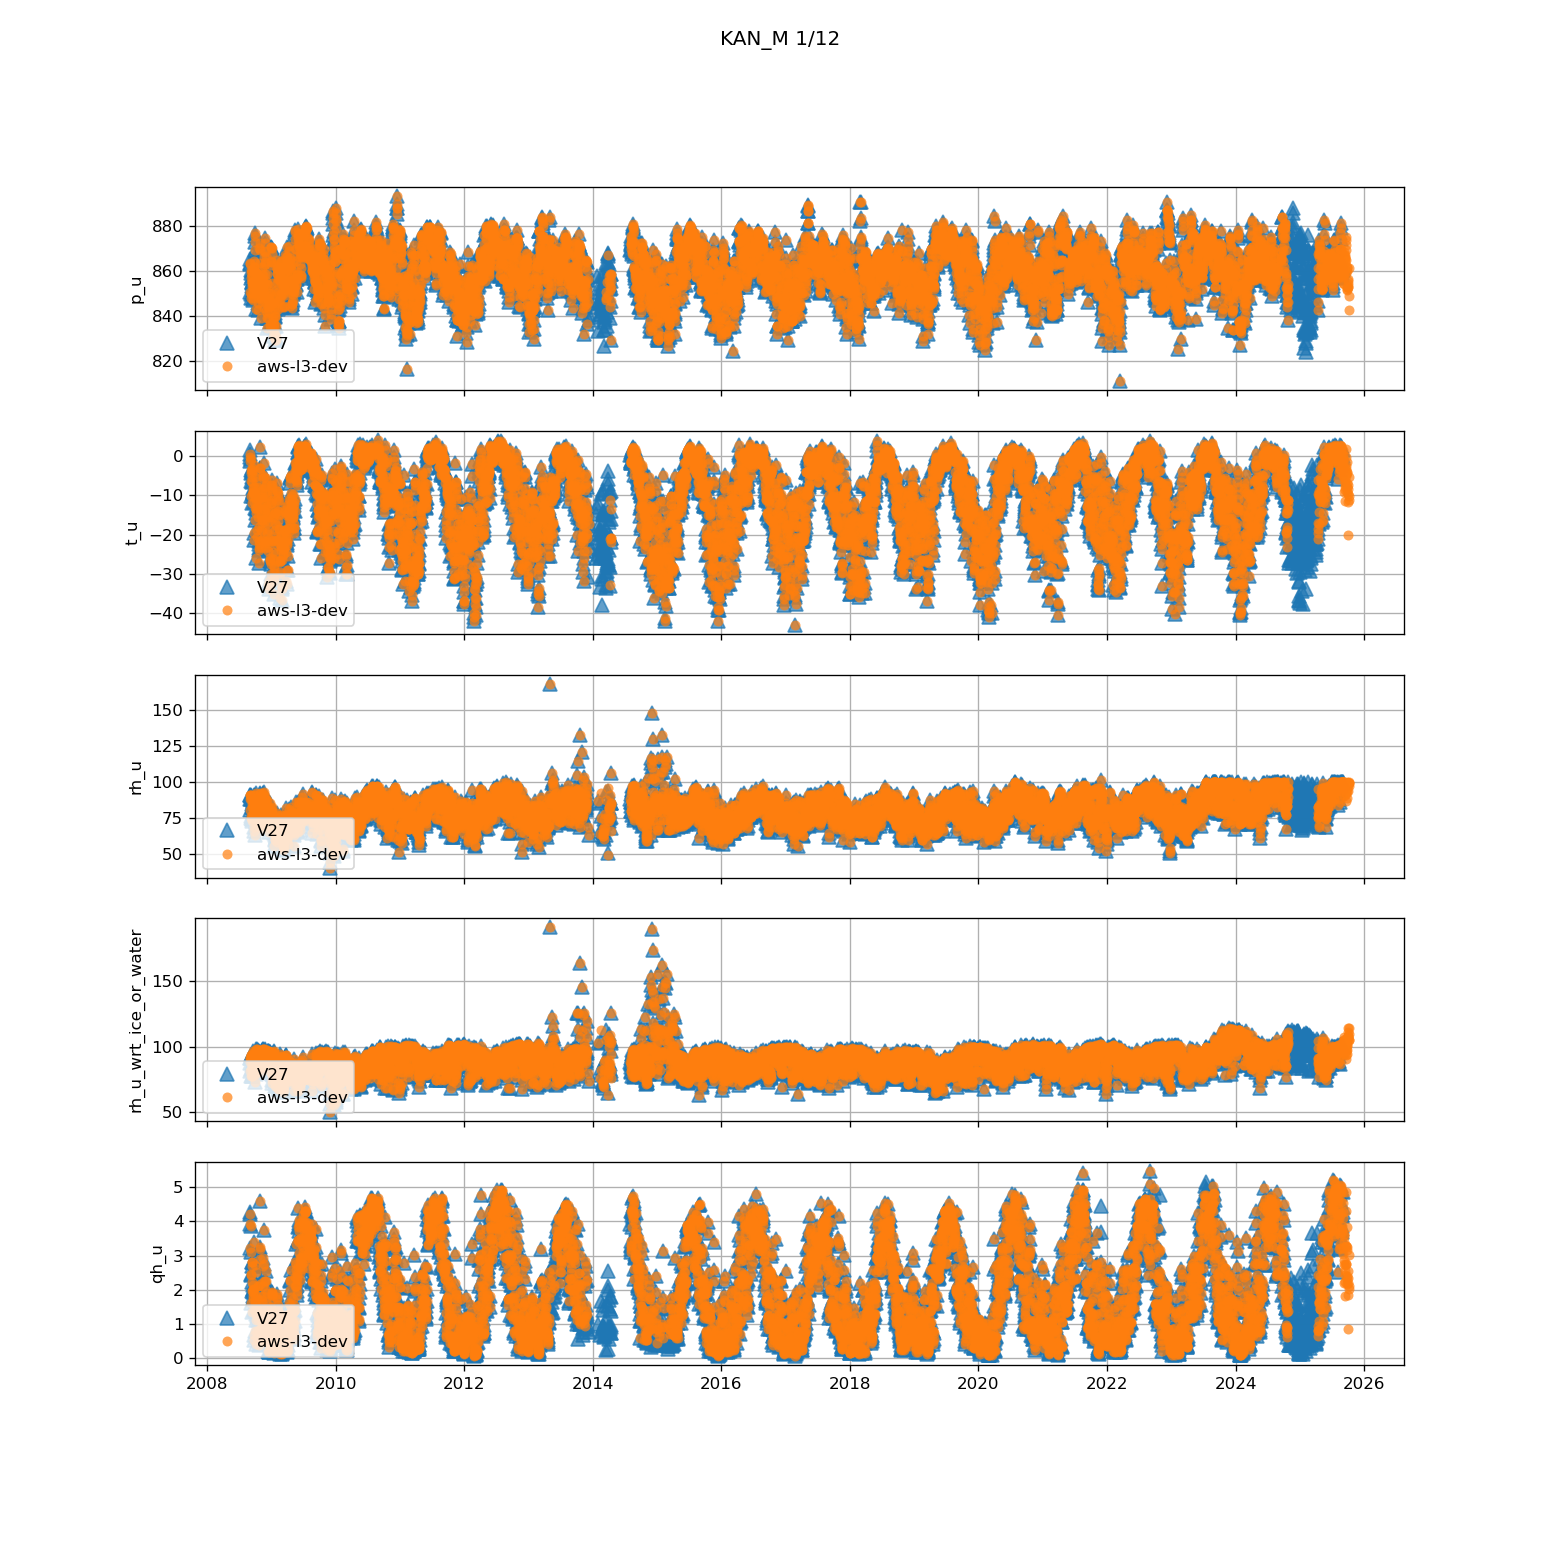 KAN_M 1/12
880
860
840
820
p_u
V27
aws-l3-dev
0
−10
−20
−30
−40
t_u
V27
aws-l3-dev
150
125
100
75
50
rh_u
V27
aws-l3-dev
150
100
50
rh_u_wrt_ice_or_water
V27
aws-l3-dev
5
4
3
2
1
0
qh_u
V27
aws-l3-dev
2008 2010 2012 2014 2016 2018 2020 2022 2024 2026